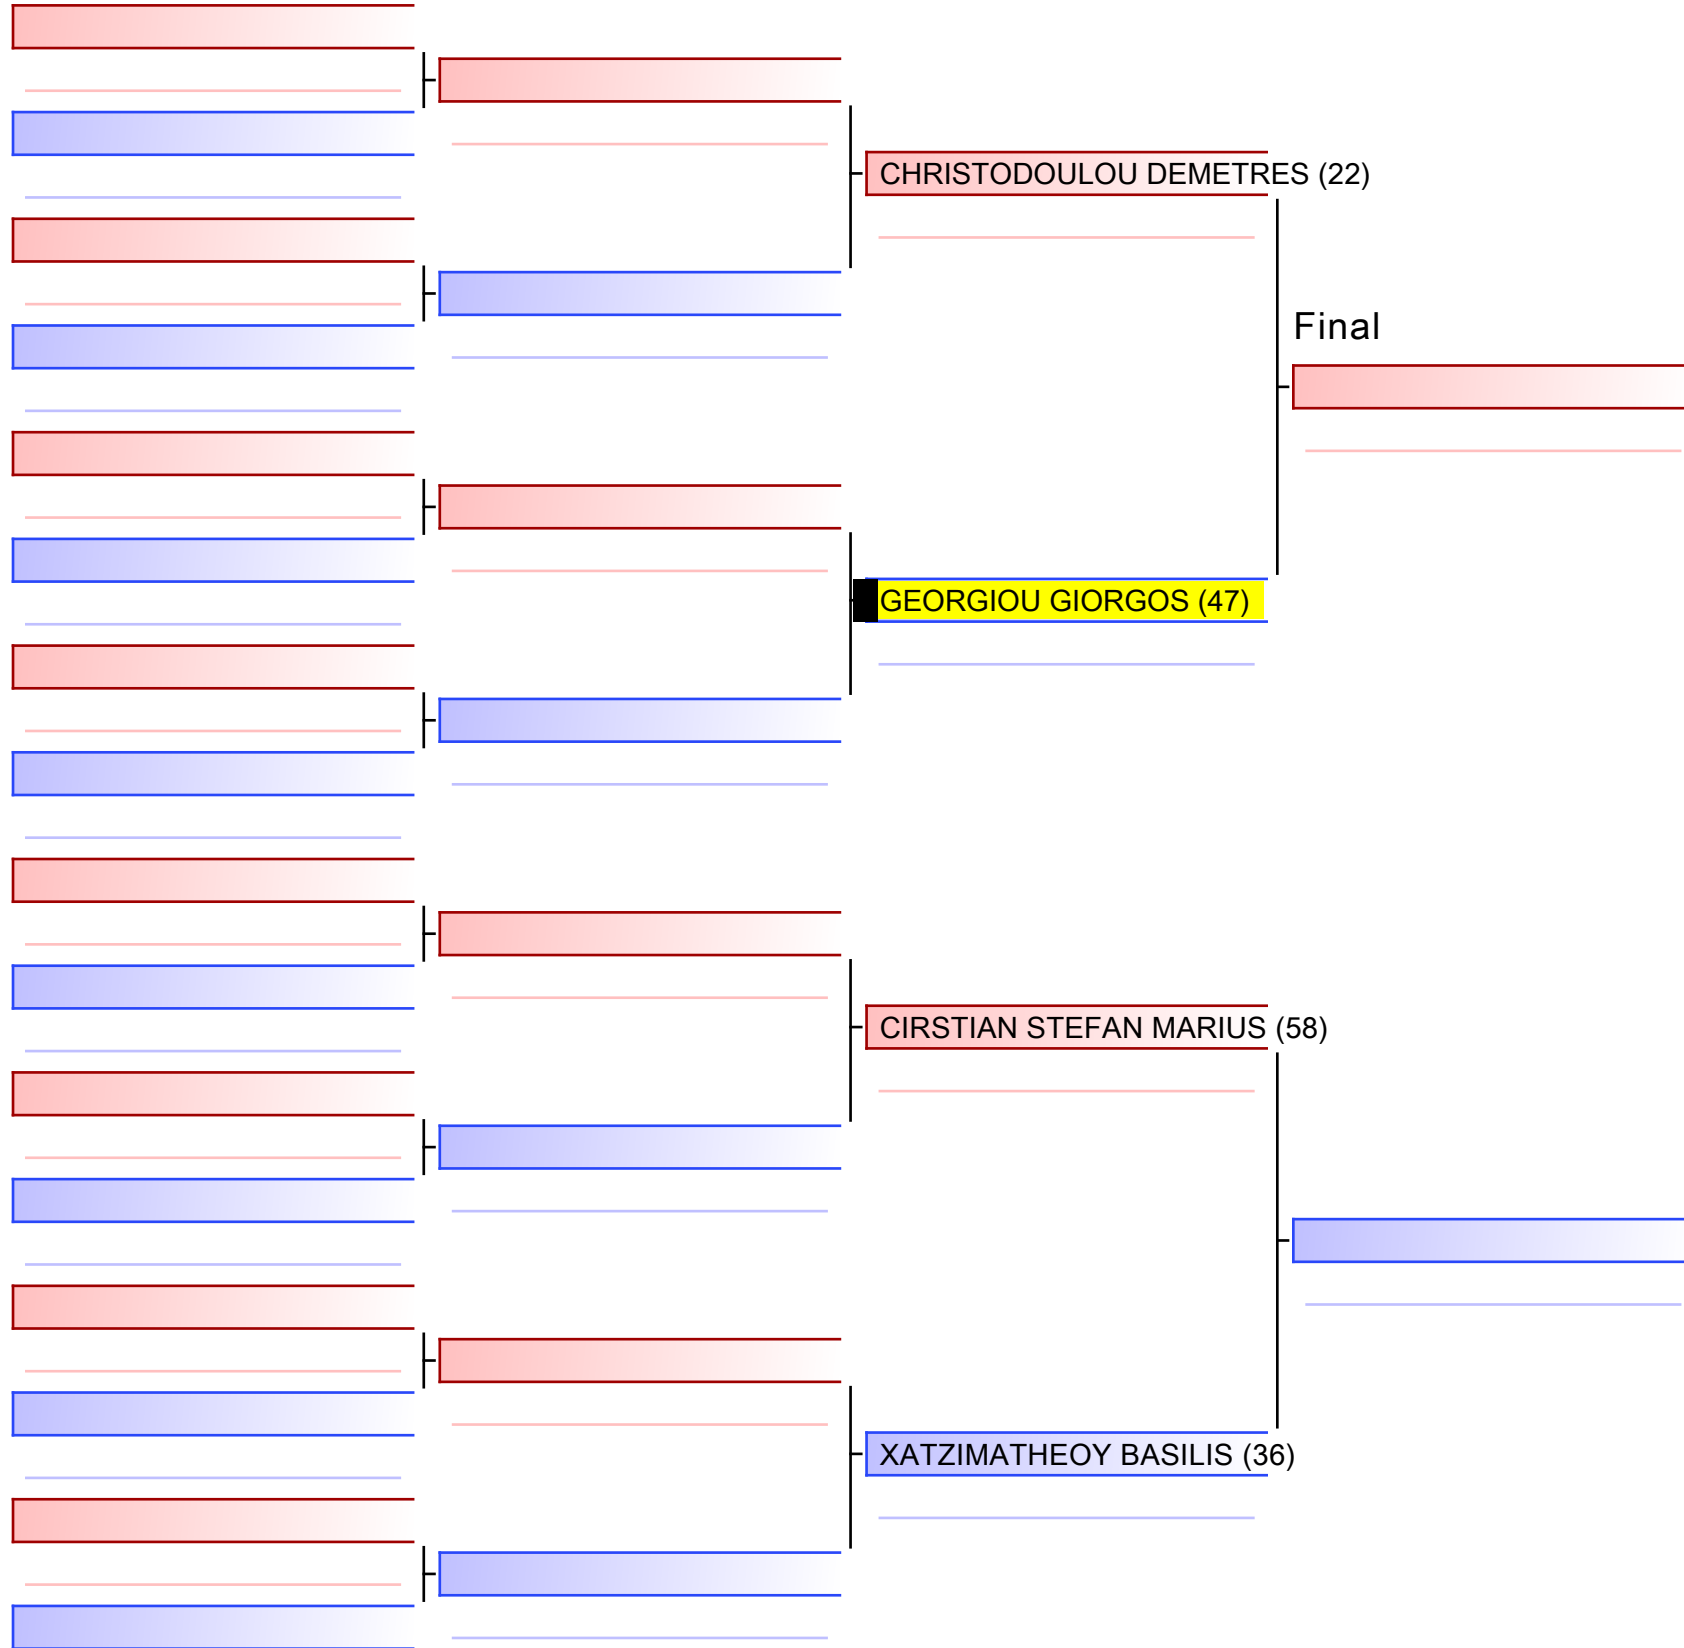 CHRISTODOULOU DEMETRES (22)
Final
GEORGIOU GIORGOS (47)
CIRSTIAN STEFAN MARIUS (58)
XATZIMATHEOY BASILIS (36)